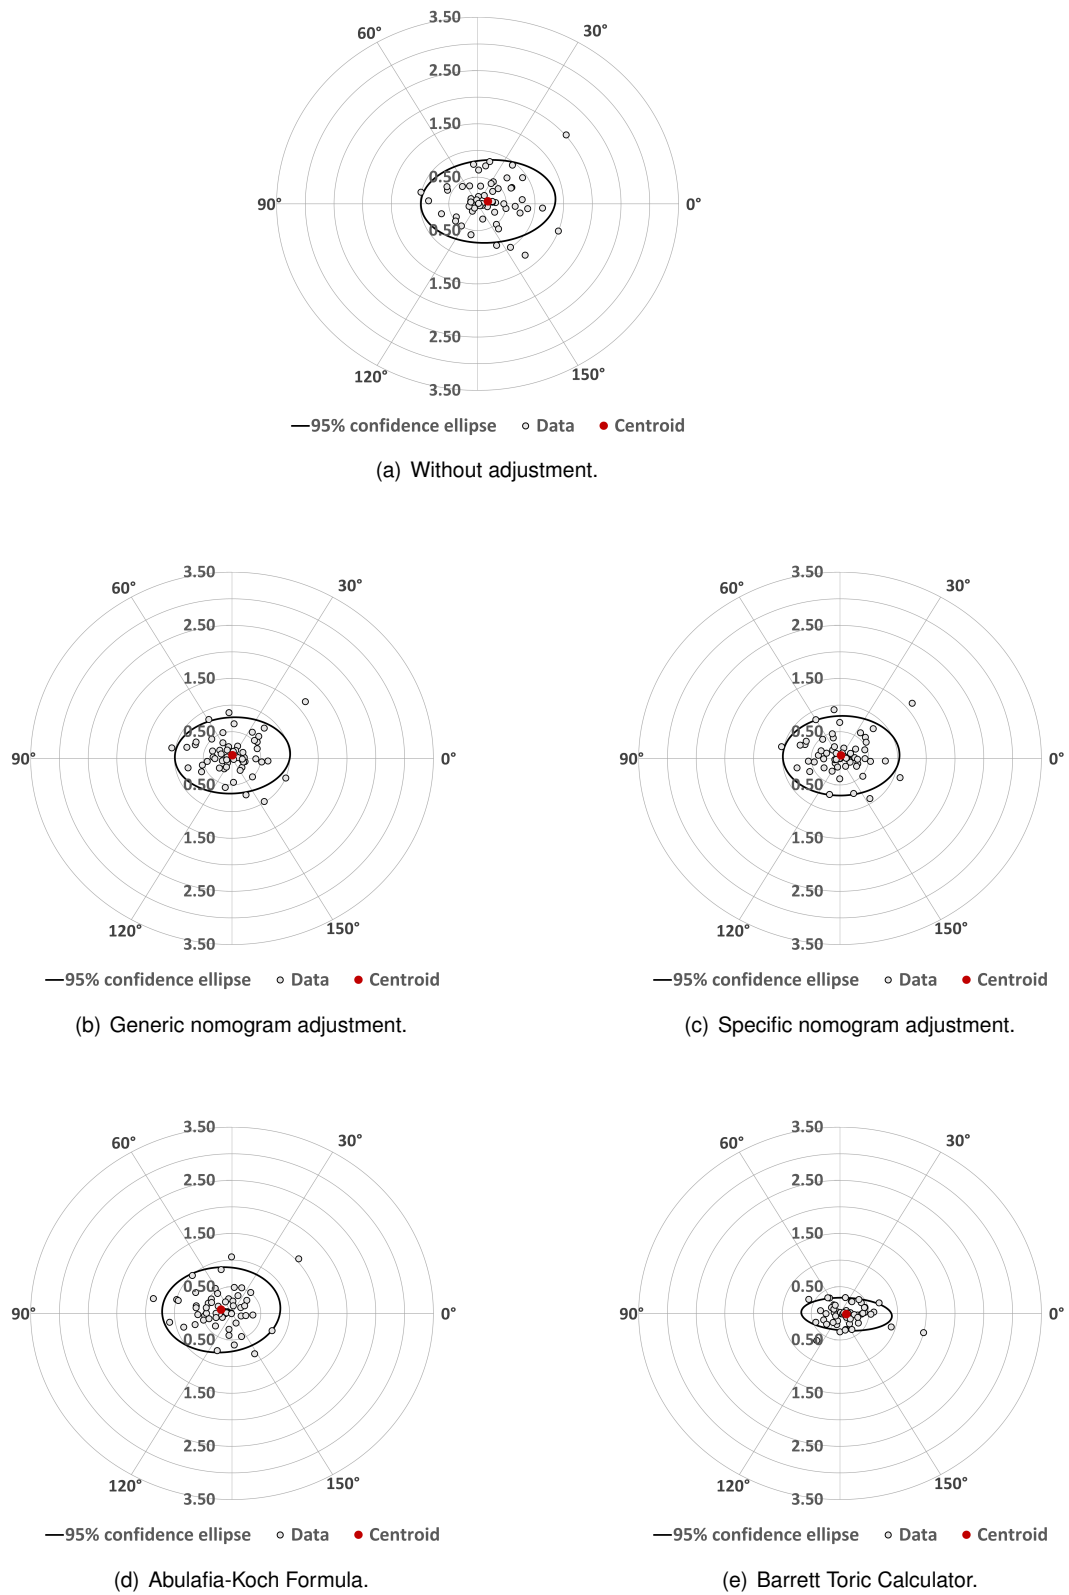 3.50
60° 30°
2.50
1.50
0.50
90° 0°
0.50
1.50
2.50
120° 150°
3.50
95% confidence ellipse Data Centroid
(a) Without adjustment.
3.50 3.50
60° 30° 60° 30°
2.50 2.50
1.50 1.50
0.50 0.50
90° 0° 90° 0°
0.50 0.50
1.50 1.50
2.50 2.50
120° 150° 120° 150°
3.50 3.50
95% confidence ellipse Data Centroid 95% confidence ellipse Data Centroid
(b) Generic nomogram adjustment. (c) Specific nomogram adjustment.
3.50 3.50
60° 30° 60° 30°
2.50 2.50
1.50 1.50
0.50 0.50
90° 0° 90° 0°
0.50 0.50
1.50 1.50
2.50 2.50
120° 150° 120° 150°
3.50 3.50
95% confidence ellipse Data Centroid 95% confidence ellipse Data Centroid
(d) Abulafia-Koch Formula. (e) Barrett Toric Calculator.